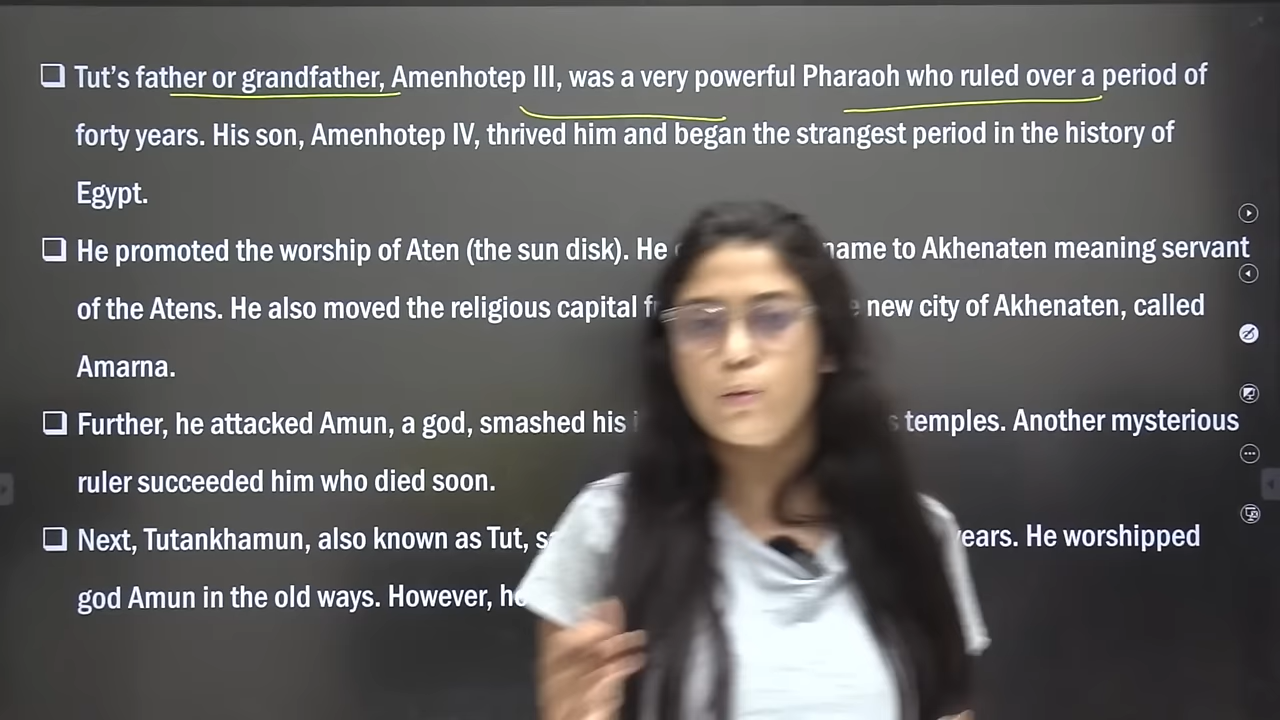 Tut's father or grandfather, Amenhotep III, was a very powerful Pharaoh who ruled over a period of
forty years. His son, Amenhotep IV, thrived him and began the strangest period in the history of
Egypt.
He promoted the worship of Aten (the sun disk). He name to Akhenaten meaning servant
of the Atens. He also moved the religious capital new city of Akhenaten, called
Amarna.
Further, he attacked Amun, a god, smashed his temples. Another mysterious
ruler succeeded him who died soon.
Next, Tutankhamun, also known as Tut, years. He worshipped
god Amun in the old ways. However,